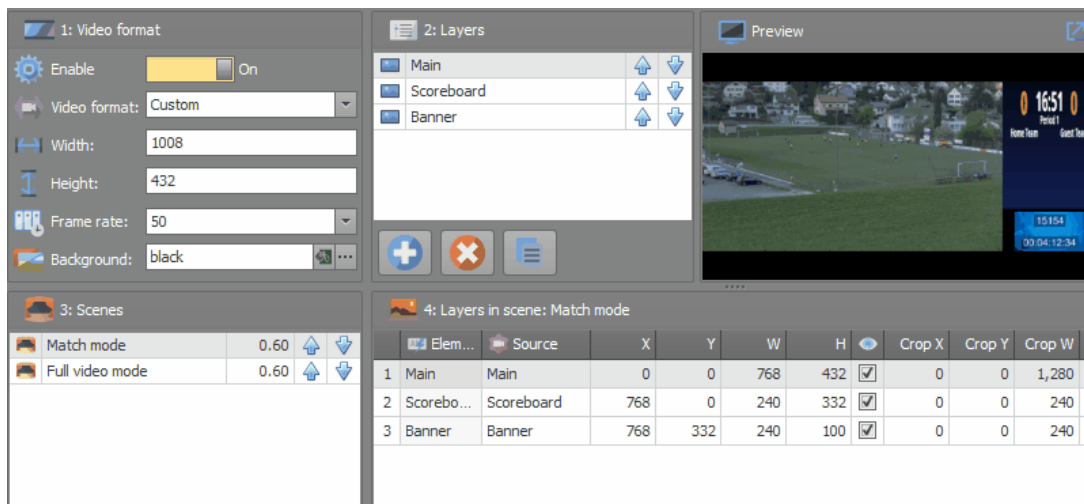 1: Video format
Enable On
Video format: Custom
Width: 1008
Height: 432
Frame rate: 50
Background: black
2: Layers
Main
Scoreboard
Banner
Preview
0 16:51 0
Period 1
Home Team Guest Tea
15154
00:04:12:34
3: Scenes
Match mode 0.60
Full video mode 0.60
4: Layers in scene: Match mode
Elem... Source X Y W H Crop X Crop Y Crop W
1 Main Main 0 0 768 432 0 0 1,280
2 Scorebo... Scoreboard 768 0 240 332 0 0 240
3 Banner Banner 768 332 240 100 0 0 240